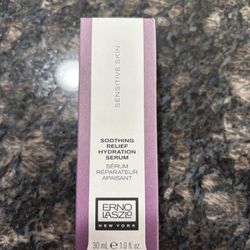 SENSITIVE SKIN
SOOTHING
RELIEF
HYDRATION
SERUM
SÉRUM
RÉPARATEUR
APAISANT
ERNO
LASZLO
NEW YORK
30 mL ℮ 1.0 fl. oz.